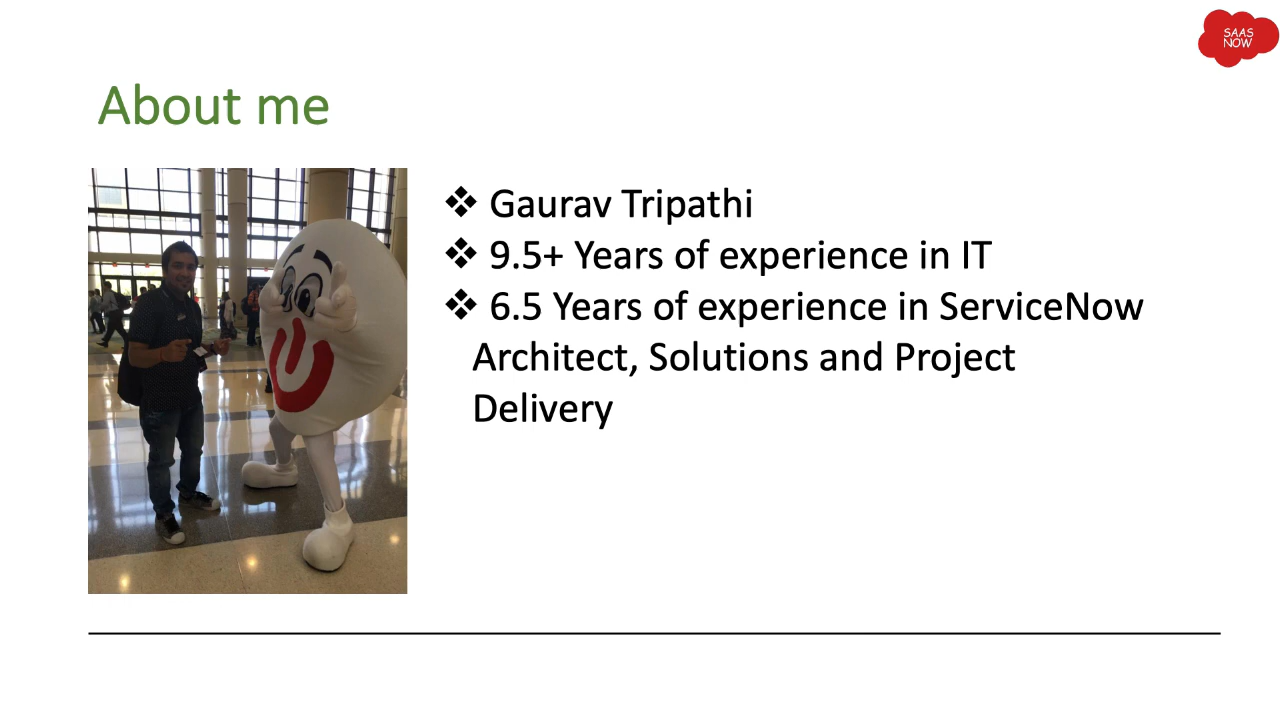 SAAS
NOW
About me
❖ Gaurav Tripathi
❖ 9.5+ Years of experience in IT
❖ 6.5 Years of experience in ServiceNow
Architect, Solutions and Project
Delivery